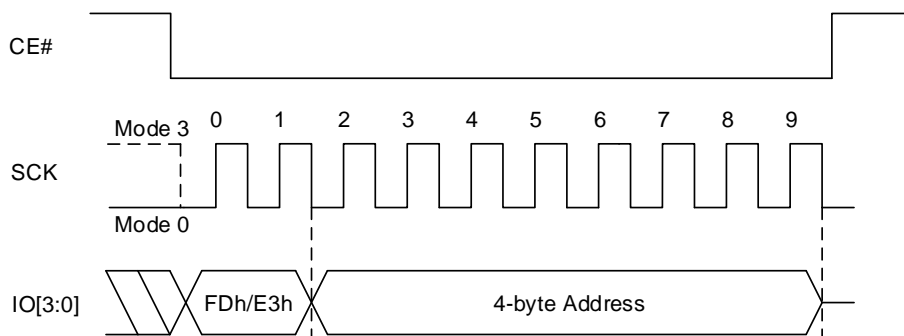 CE#
Mode 3 0 1 2 3 4 5 6 7 8 9
SCK
Mode 0
IO[3:0] FDh/E3h 4-byte Address